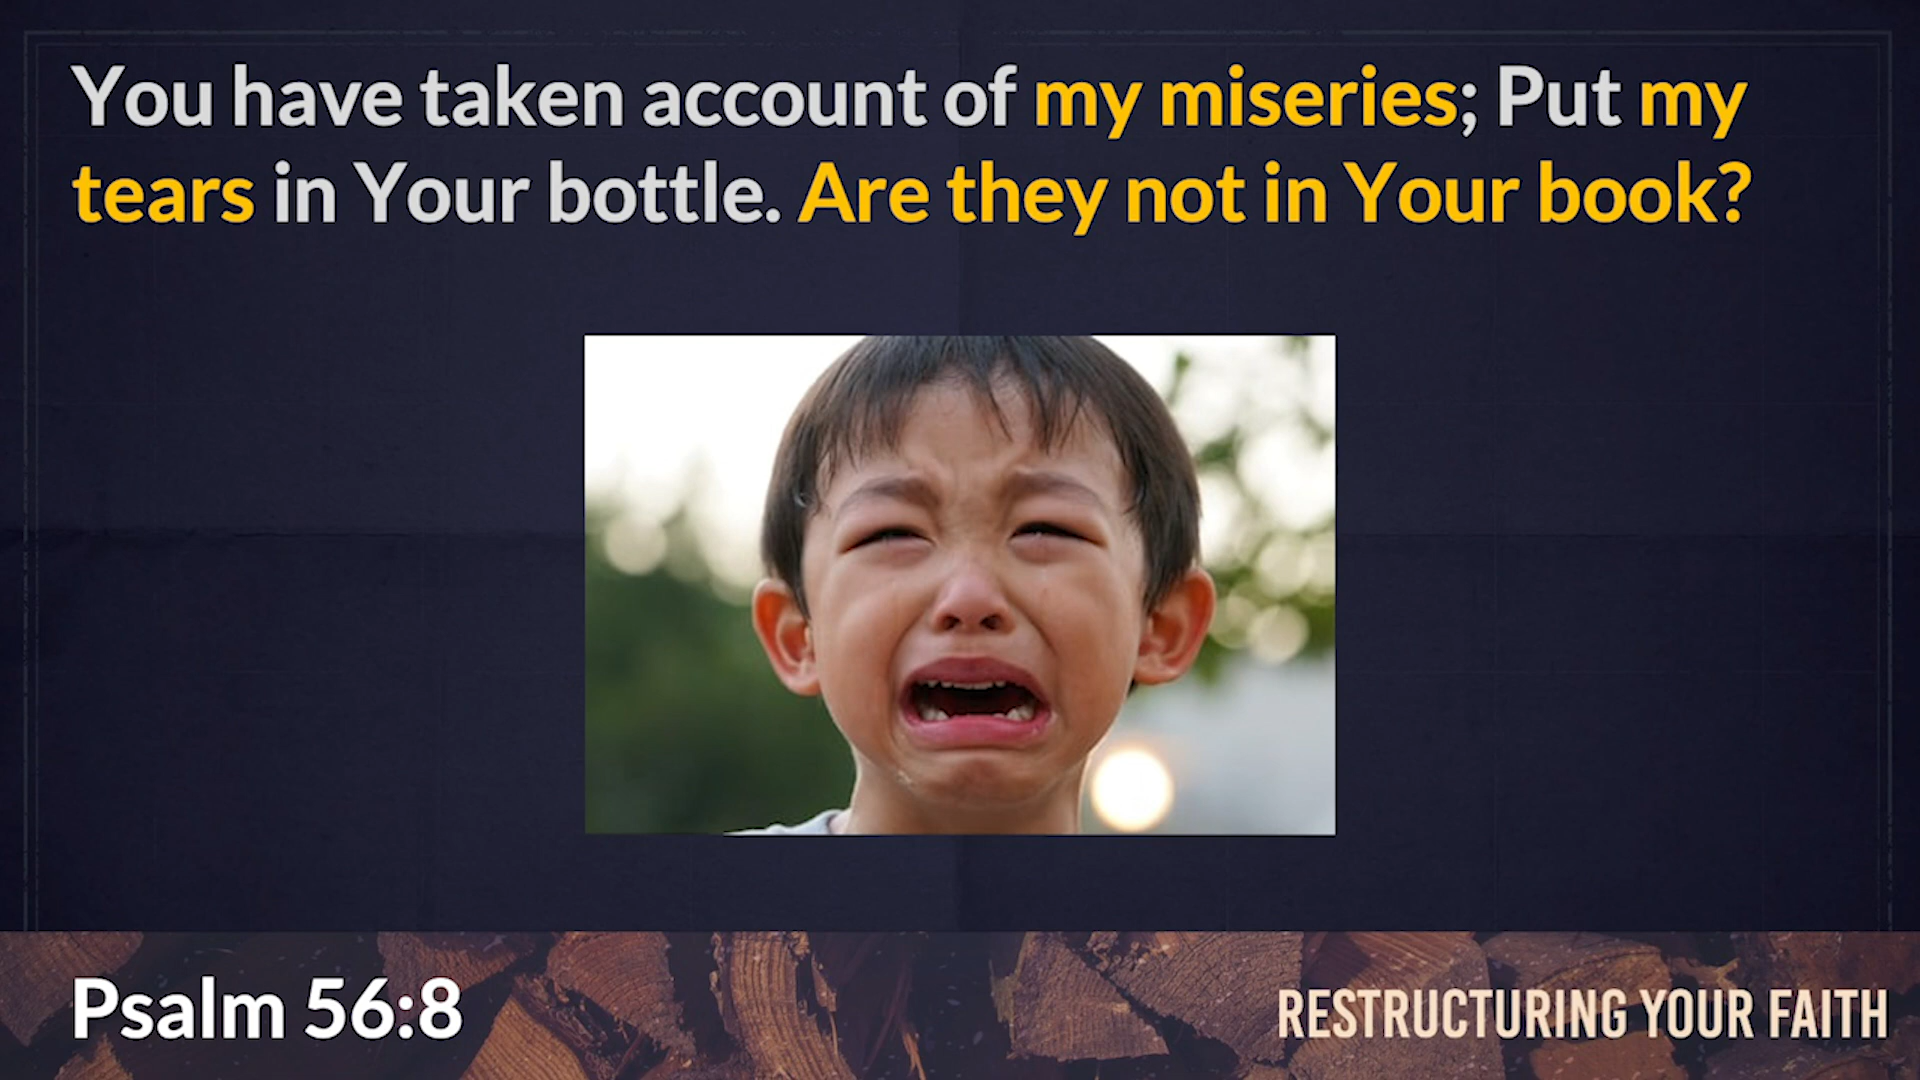 You have taken account of my miseries; Put my
tears in Your bottle. Are they not in Your book?
Psalm 56:8
RESTRUCTURING YOUR FAITH